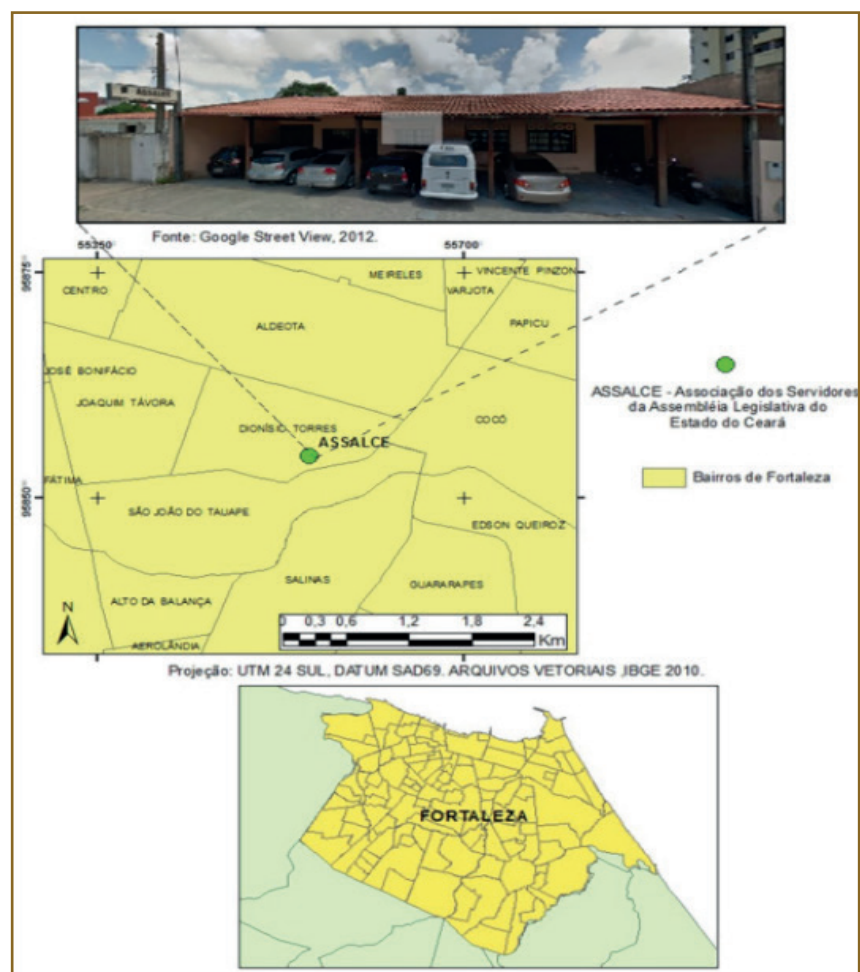 ASSALCE
Fonte: Google Street View, 2012.
55700
95875
CENTRO
MEIRELES
VINCENTE PINZON
VARJOTA
ALDEOTA
PAPICU
JOSÉ BONIFÁCIO
JOAQUIM TÁVORA
DIONÍSIO TORRES
COCÓ
ASSALCE
ASSALCE - Associação dos Servidores
da Assembléia Legislativa do
Estado do Ceará
FÁTIMA
Bairros de Fortaleza
95850
SÃO JOÃO DO TAUAPE
EDSON QUEIROZ
SALINAS
GUARARAPES
ALTO DA BALANÇA
AEROLÂNDIA
N
0 0,3 0,6 1,2 1,8 2,4
Km
Projeção: UTM 24 SUL, DATUM SAD69. ARQUIVOS VETORIAIS ,IBGE 2010.
FORTALEZA